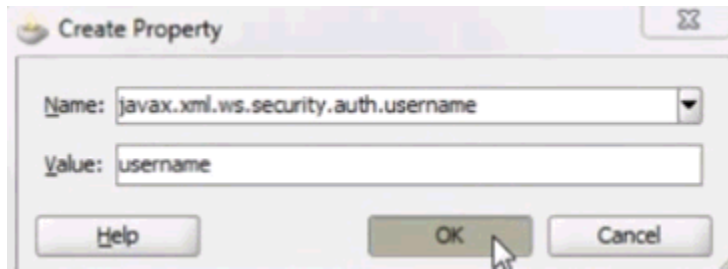 Create Property
Name: javax.xml.ws.security.auth.username
Value: username
Help OK Cancel